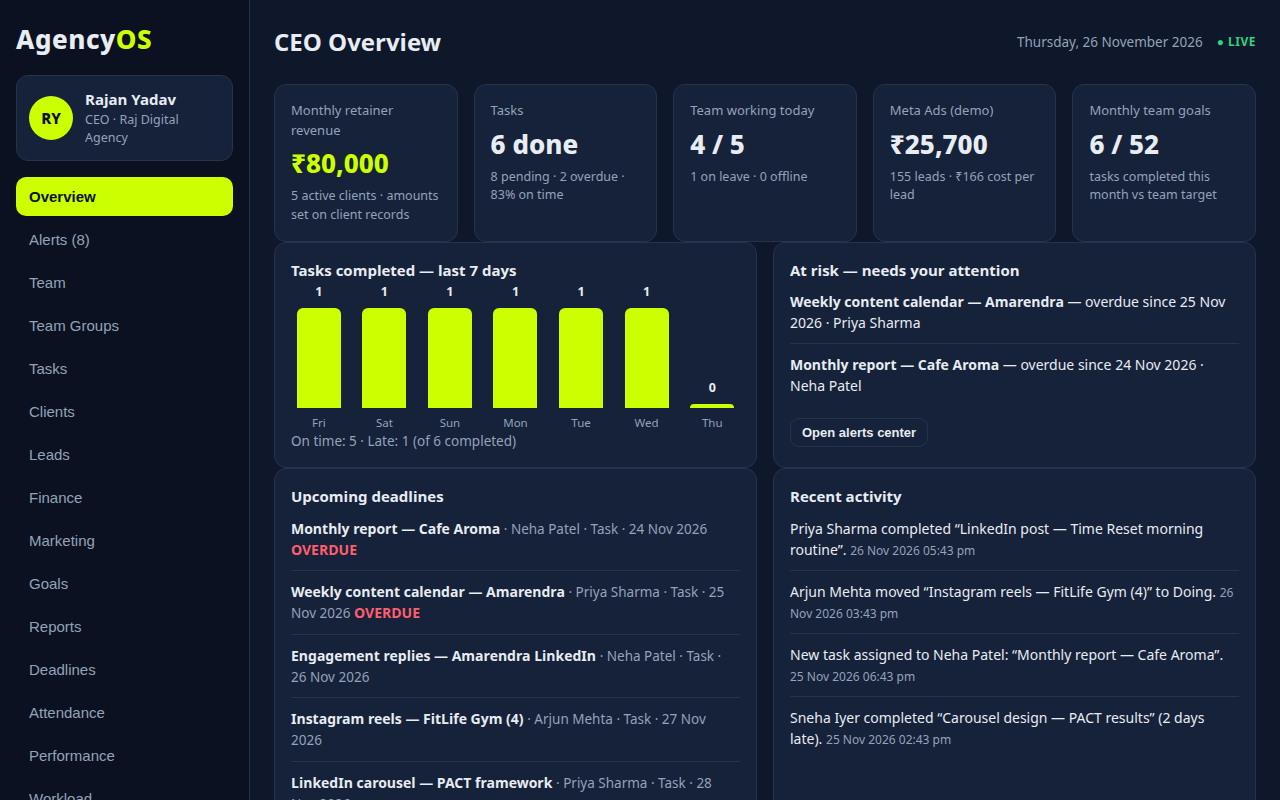 AgencyOS
RY
Rajan Yadav
CEO · Raj Digital
Agency
Overview
Alerts (8)
Team
Team Groups
Tasks
Clients
Leads
Finance
Marketing
Goals
Reports
Deadlines
Attendance
Performance
Workload
CEO Overview
Thursday, 26 November 2026
● LIVE
Monthly retainer
revenue
₹80,000
5 active clients · amounts
set on client records
Tasks
6 done
8 pending · 2 overdue ·
83% on time
Team working today
4 / 5
1 on leave · 0 offline
Meta Ads (demo)
₹25,700
155 leads · ₹166 cost per
lead
Monthly team goals
6 / 52
tasks completed this
month vs team target
Tasks completed — last 7 days
1 1 1 1 1 1 0
Fri Sat Sun Mon Tue Wed Thu
On time: 5 · Late: 1 (of 6 completed)
At risk — needs your attention
Weekly content calendar — Amarendra — overdue since 25 Nov
2026 · Priya Sharma
Monthly report — Cafe Aroma — overdue since 24 Nov 2026 ·
Neha Patel
Open alerts center
Upcoming deadlines
Monthly report — Cafe Aroma · Neha Patel · Task · 24 Nov 2026
OVERDUE
Weekly content calendar — Amarendra · Priya Sharma · Task · 25
Nov 2026 OVERDUE
Engagement replies — Amarendra LinkedIn · Neha Patel · Task ·
26 Nov 2026
Instagram reels — FitLife Gym (4) · Arjun Mehta · Task · 27 Nov
2026
LinkedIn carousel — PACT framework · Priya Sharma · Task · 28
Recent activity
Priya Sharma completed “LinkedIn post — Time Reset morning
routine”. 26 Nov 2026 05:43 pm
Arjun Mehta moved “Instagram reels — FitLife Gym (4)” to Doing. 26
Nov 2026 03:43 pm
New task assigned to Neha Patel: “Monthly report — Cafe Aroma”.
25 Nov 2026 06:43 pm
Sneha Iyer completed “Carousel design — PACT results” (2 days
late). 25 Nov 2026 02:43 pm